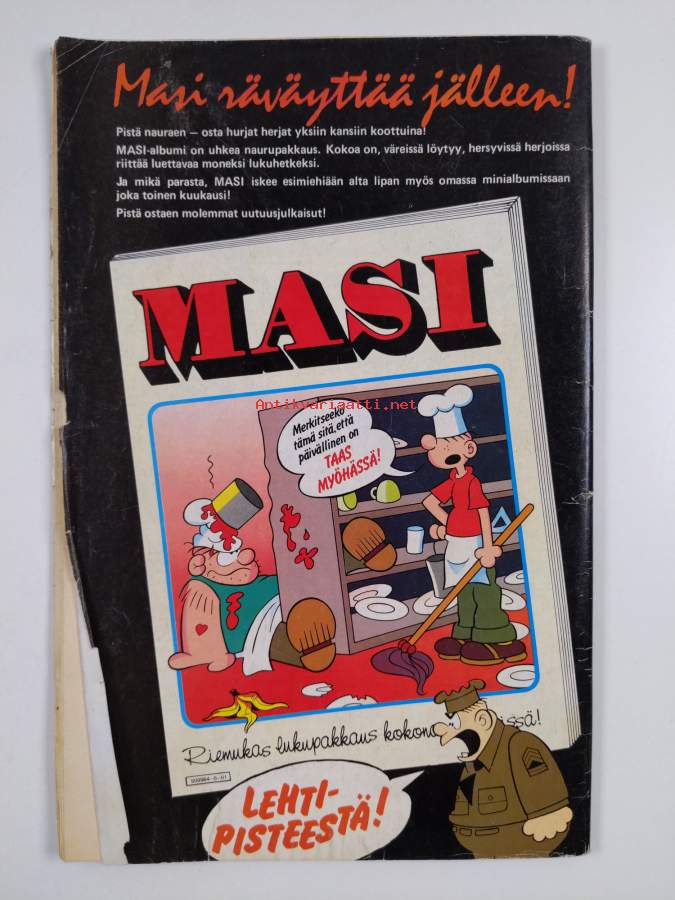 Masi räväyttää jälleen!
Pistä nauraen — osta hurjat herjat yksiin kansiin koottuina!
MASI-albumi on uhkea naurupakkaus. Kokoa on, väreissä löytyy, hersyvissä herjoissa
riittää luettavaa moneksi lukuhetkeksi.
Ja mikä parasta, MASI iskee esimiehiään alta lipan myös omassa minialbumissaan
joka toinen kuukausi!
Pistä ostaen molemmat uutuusjulkaisut!
MASI
Antikvariaatti.net
Merkitseekö
tämä sitä, että
päivällinen on
TAAS
MYÖHÄSSÄ!
Riemukas lukupakkaus
LEHTI-
PISTEESTÄ!